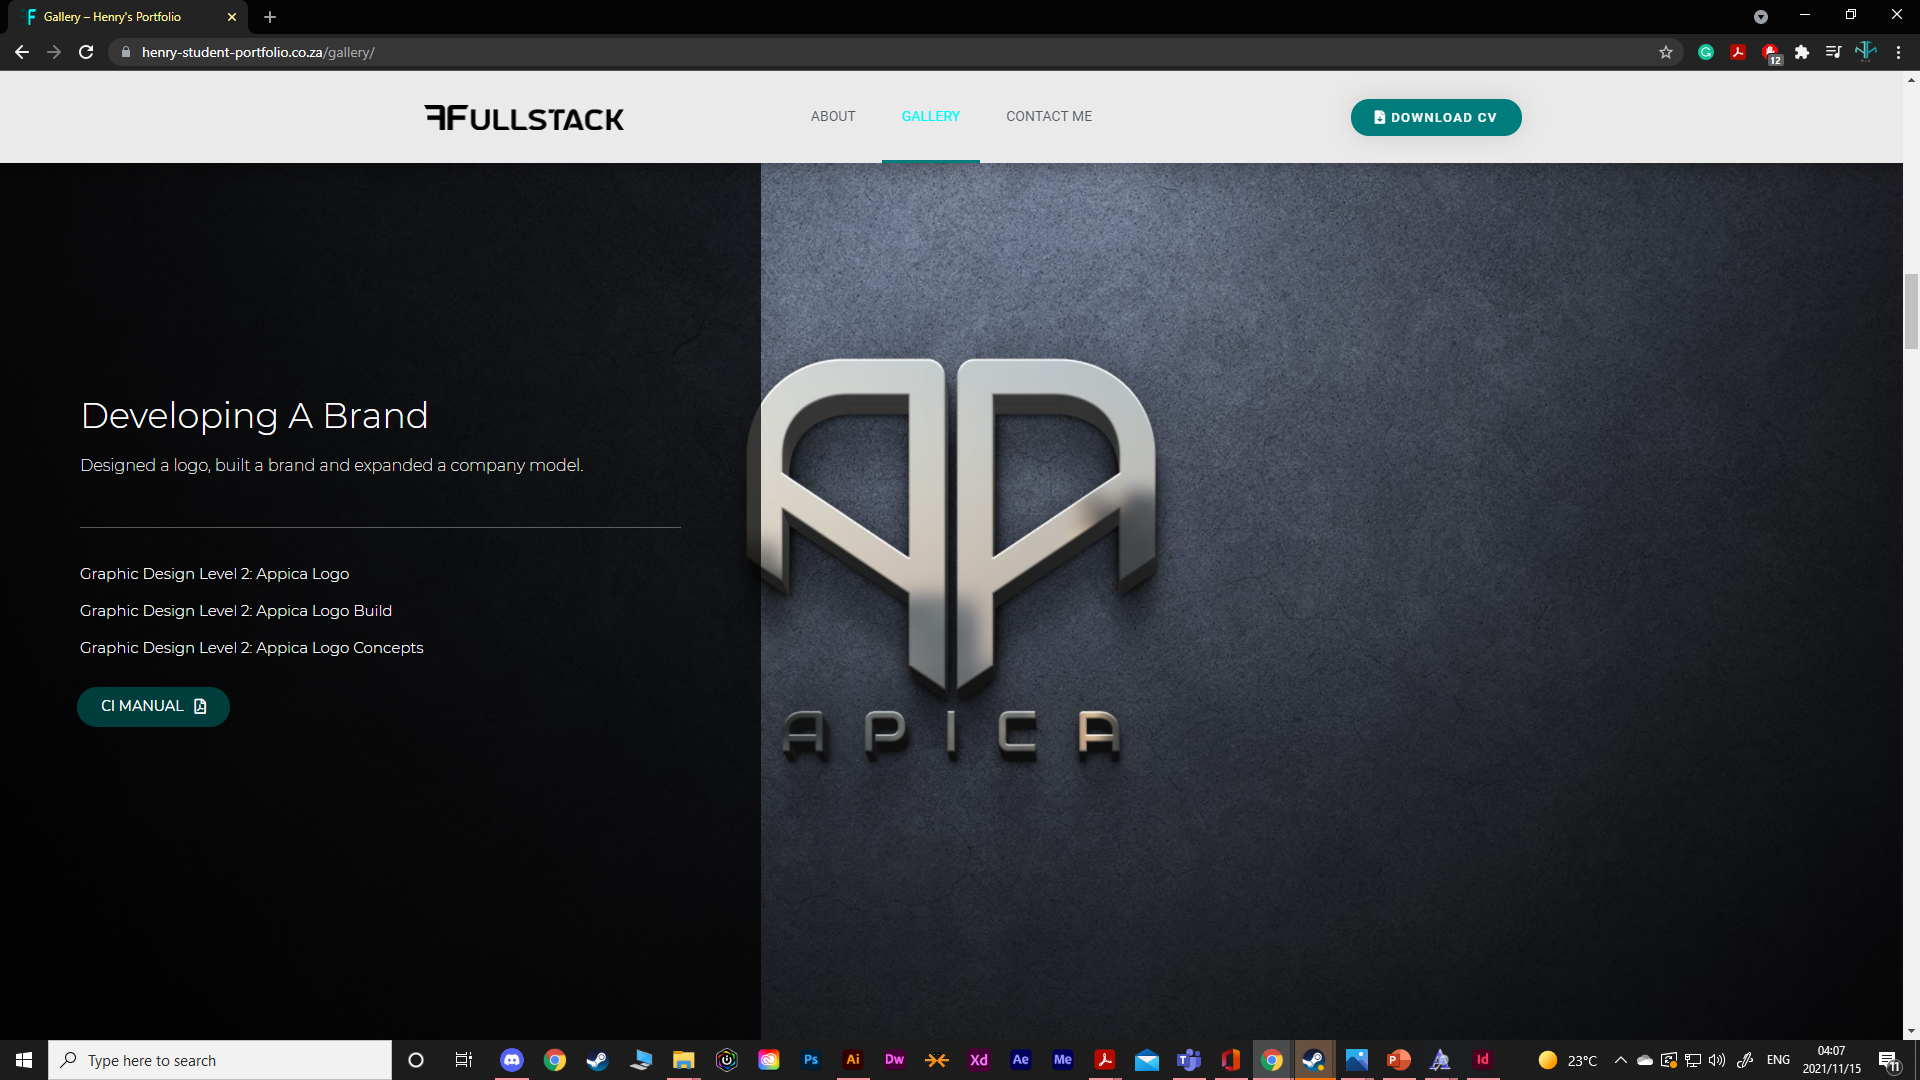 Gallery – Henry's Portfolio
henry-student-portfolio.co.za/gallery/
12
FFULLSTACK
ABOUT
GALLERY
CONTACT ME
DOWNLOAD CV
Developing A Brand
Designed a logo, built a brand and expanded a company model.
Graphic Design Level 2: Appica Logo
Graphic Design Level 2: Appica Logo Build
Graphic Design Level 2: Appica Logo Concepts
CI MANUAL
APICA
Type here to search
Ps
Ai
Dw
Xd
Ae
Me
Id
23°C
ENG
04:07
2021/11/15
11